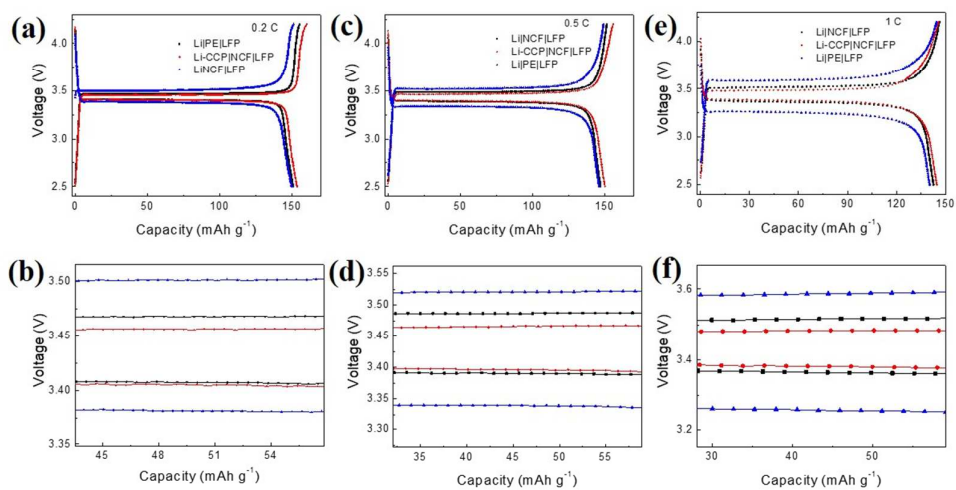 (a)
0.2 C
Li|PE|LFP
Li-CCP|NCF|LFP
Li|NCF|LFP
Voltage (V)
4.0
3.5
3.0
2.5
0 50 100 150
Capacity (mAh g⁻¹)
(c)
0.5 C
Li|NCF|LFP
Li-CCP|NCF|LFP
Li|PE|LFP
Voltage (V)
4.0
3.5
3.0
2.5
0 50 100 150
Capacity (mAh g⁻¹)
(e)
1 C
Li|NCF|LFP
Li-CCP|NCF|LFP
Li|PE|LFP
Voltage (V)
4.0
3.5
3.0
2.5
0 30 60 90 120 150
Capacity (mAh g⁻¹)
(b)
Voltage (V)
3.50
3.45
3.40
3.35
45 48 51 54
Capacity (mAh g⁻¹)
(d)
Voltage (V)
3.55
3.50
3.45
3.40
3.35
3.30
35 40 45 50 55
Capacity (mAh g⁻¹)
(f)
Voltage (V)
3.6
3.4
3.2
30 40 50
Capacity (mAh g⁻¹)